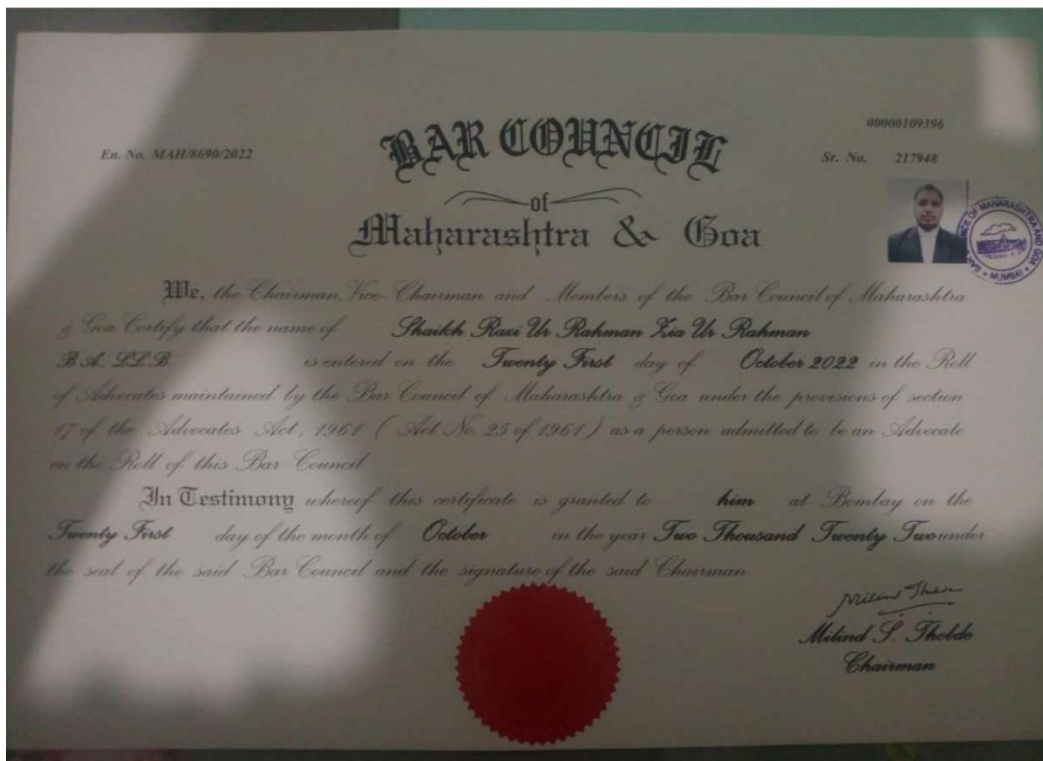 00000109396
En. No. MAH/8690/2022
BAR COUNCIL
Sr. No. 217948
of
Maharashtra & Goa
We, the Chairman, Vice-Chairman and Members of the Bar Council of Maharashtra
& Goa Certify that the name of Shaikh Razi Ur Rahman Zia Ur Rahman
B.A. LL.B. is entered on the Twenty First day of October 2022 in the Roll
of Advocates maintained by the Bar Council of Maharashtra & Goa under the provisions of section
17 of the Advocates Act, 1961 ( Act No. 25 of 1961 ) as a person admitted to be an Advocate
on the Roll of this Bar Council.
In Testimony whereof this certificate is granted to him at Bombay on the
Twenty First day of the month of October in the year Two Thousand Twenty Two under
the seal of the said Bar Council and the signature of the said Chairman.
Milind S. Thobde
Chairman
OF MAHARASHTRA AND GOA
BAR
MUMBAI